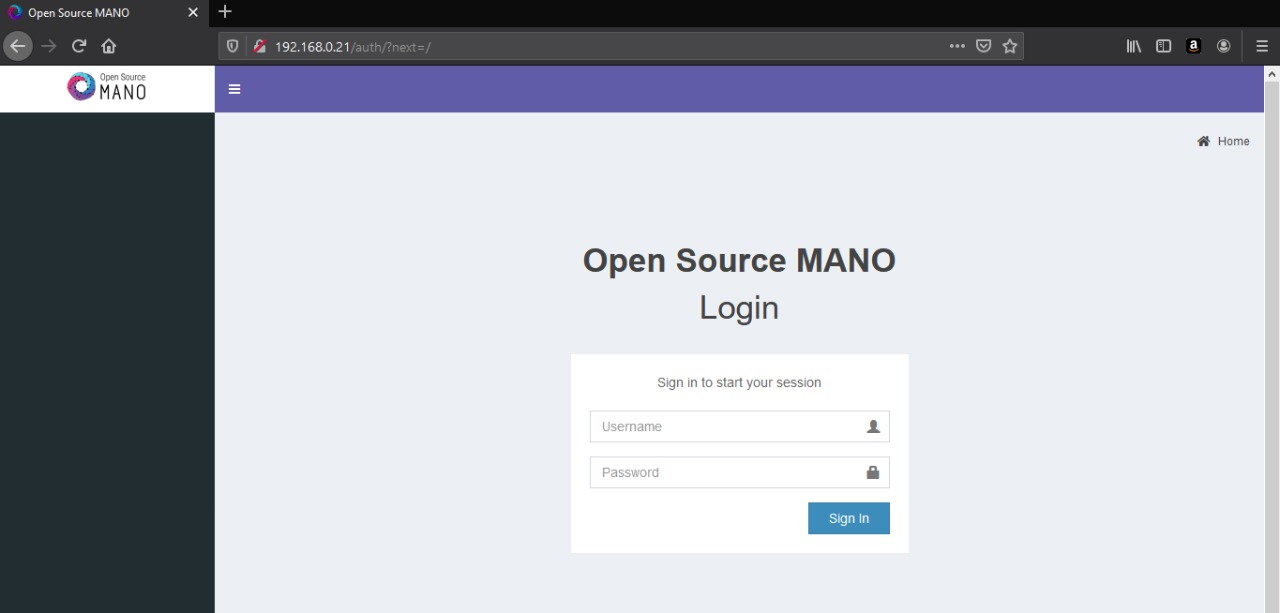 Open Source MANO
192.168.0.21/auth/?next=/
Open Source
MANO
Home
Open Source MANO
Login
Sign in to start your session
Username
Password
Sign In